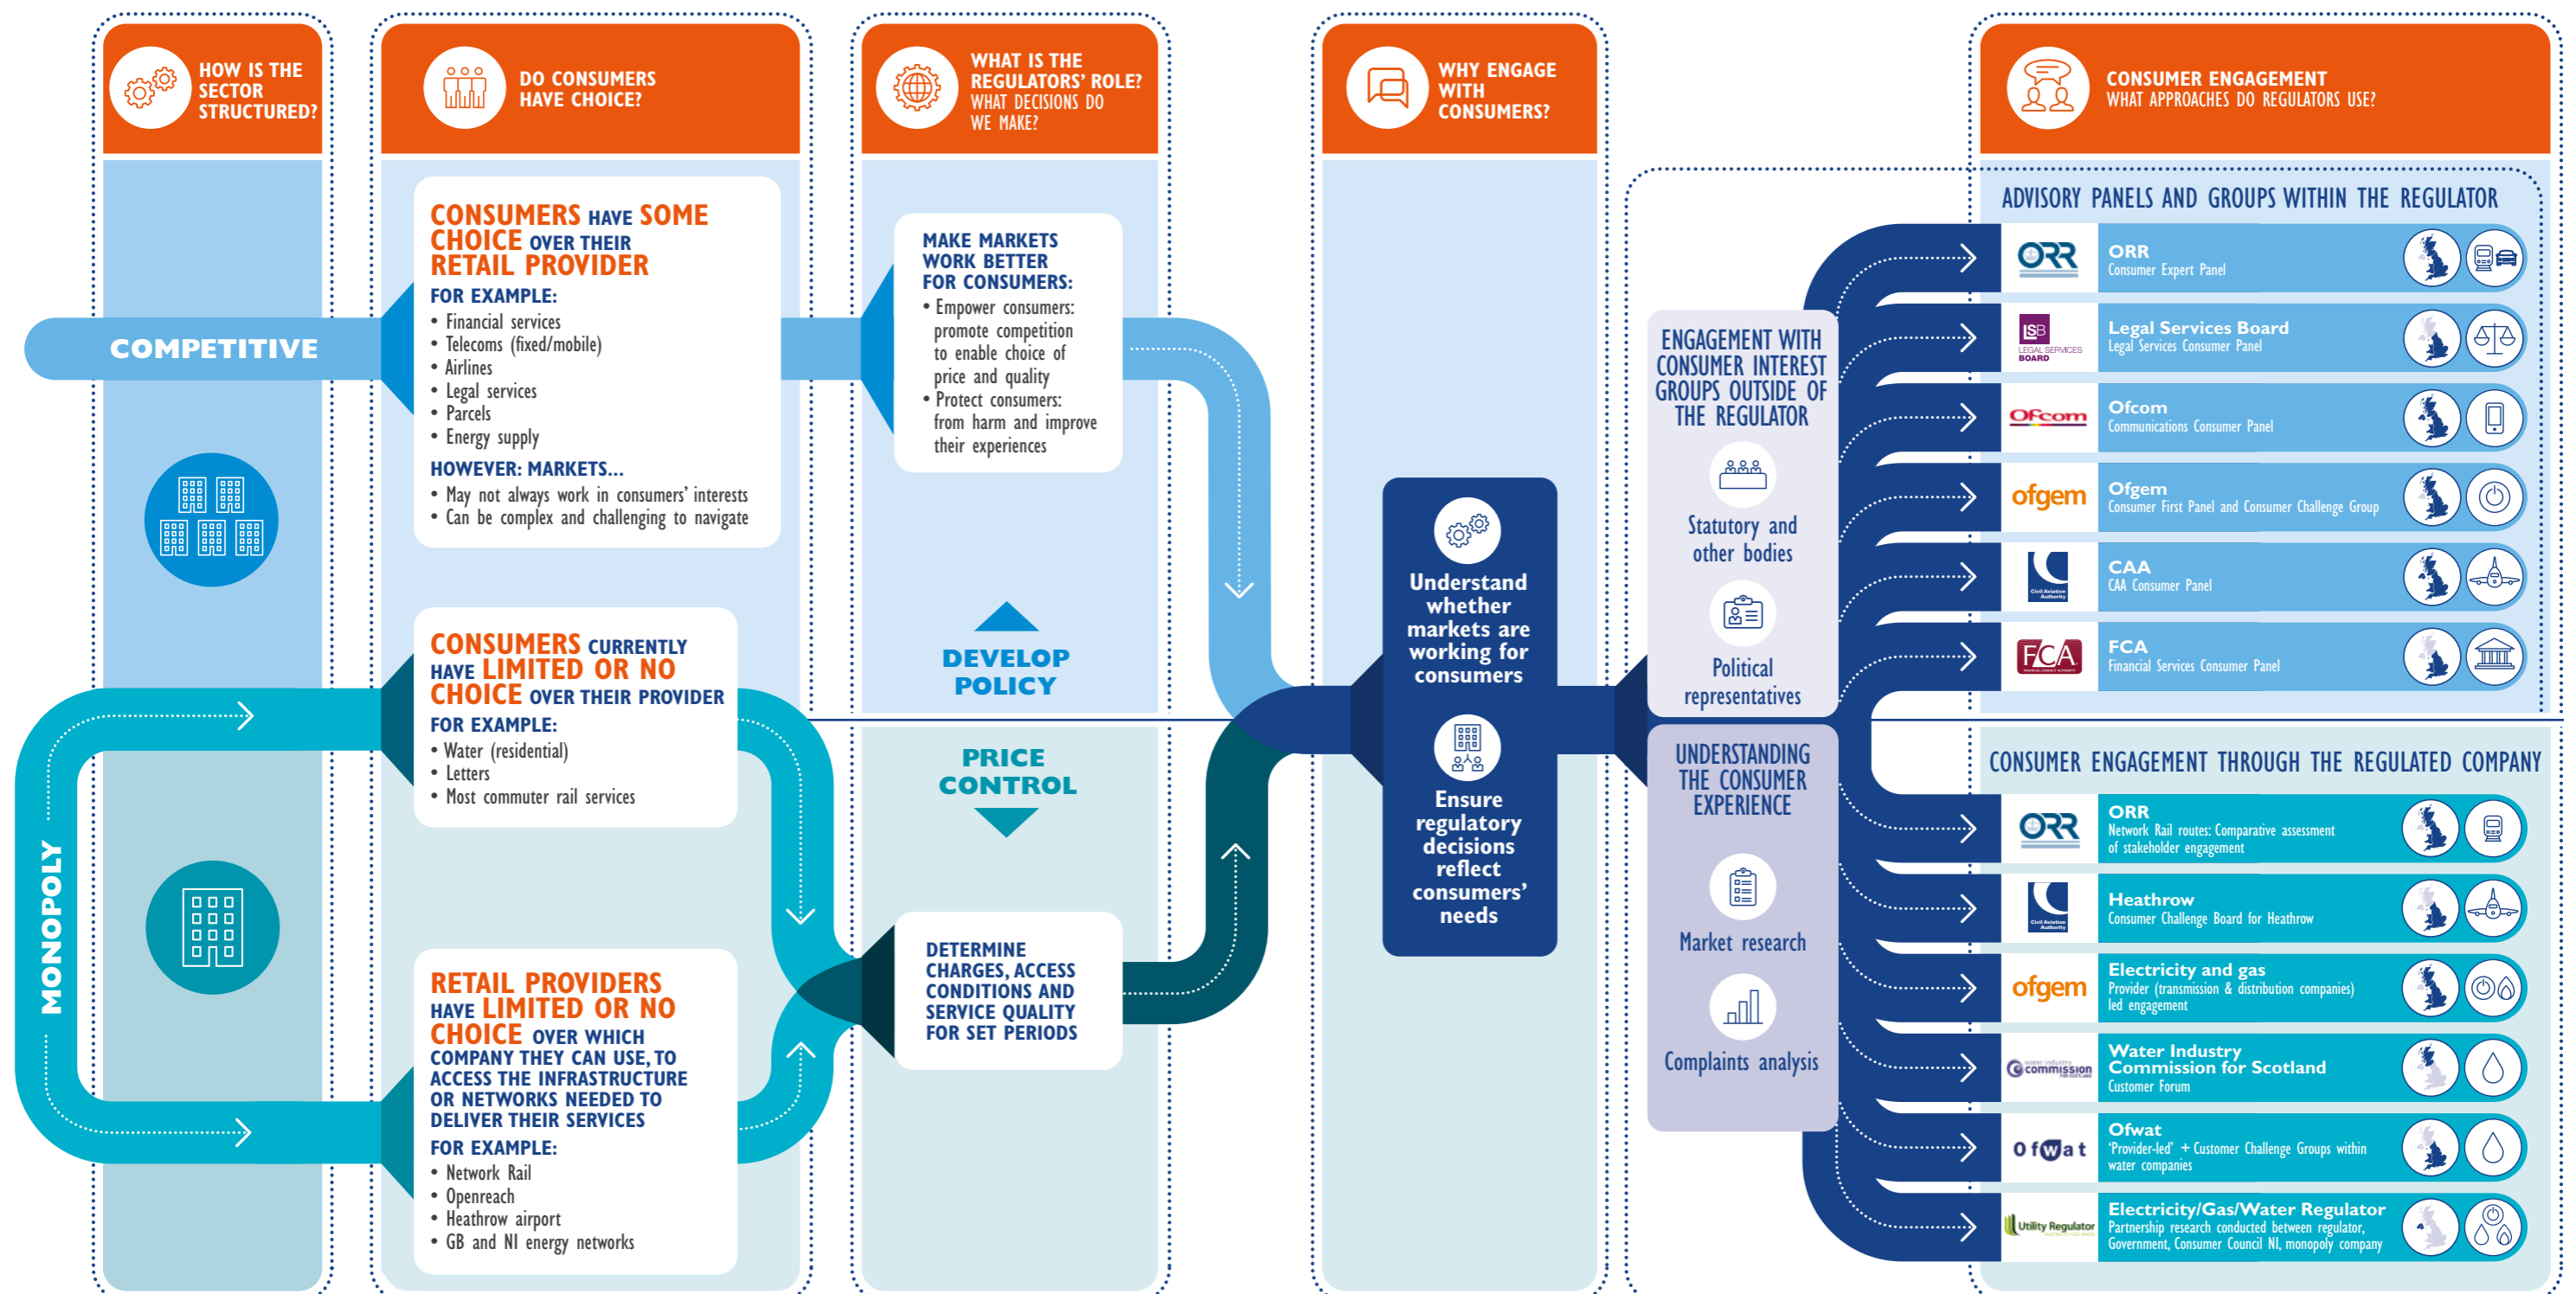 HOW IS THE
SECTOR
STRUCTURED?
DO CONSUMERS
HAVE CHOICE?
WHAT IS THE
REGULATORS' ROLE?
WHAT DECISIONS DO
WE MAKE?
WHY ENGAGE
WITH
CONSUMERS?
CONSUMER ENGAGEMENT
WHAT APPROACHES DO REGULATORS USE?
COMPETITIVE
MONOPOLY
CONSUMERS HAVE SOME
CHOICE OVER THEIR
RETAIL PROVIDER
FOR EXAMPLE:
• Financial services
• Telecoms (fixed/mobile)
• Airlines
• Legal services
• Parcels
• Energy supply
HOWEVER: MARKETS...
• May not always work in consumers' interests
• Can be complex and challenging to navigate
CONSUMERS CURRENTLY
HAVE LIMITED OR NO
CHOICE OVER THEIR PROVIDER
FOR EXAMPLE:
• Water (residential)
• Letters
• Most commuter rail services
RETAIL PROVIDERS
HAVE LIMITED OR NO
CHOICE OVER WHICH
COMPANY THEY CAN USE, TO
ACCESS THE INFRASTRUCTURE
OR NETWORKS NEEDED TO
DELIVER THEIR SERVICES
FOR EXAMPLE:
• Network Rail
• Openreach
• Heathrow airport
• GB and NI energy networks
MAKE MARKETS
WORK BETTER
FOR CONSUMERS:
• Empower consumers:
promote competition
to enable choice of
price and quality
• Protect consumers:
from harm and improve
their experiences
DEVELOP
POLICY
PRICE
CONTROL
DETERMINE
CHARGES, ACCESS
CONDITIONS AND
SERVICE QUALITY
FOR SET PERIODS
Understand
whether
markets are
working for
consumers
Ensure
regulatory
decisions
reflect
consumers'
needs
ENGAGEMENT WITH
CONSUMER INTEREST
GROUPS OUTSIDE OF
THE REGULATOR
Statutory and
other bodies
Political
representatives
UNDERSTANDING
THE CONSUMER
EXPERIENCE
Market research
Complaints analysis
ADVISORY PANELS AND GROUPS WITHIN THE REGULATOR
ORR
ORR
Consumer Expert Panel
LSB
LEGAL SERVICES
BOARD
Legal Services Board
Legal Services Consumer Panel
Ofcom
Ofcom
Communications Consumer Panel
ofgem
Ofgem
Consumer First Panel and Consumer Challenge Group
Civil Aviation
Authority
CAA
CAA Consumer Panel
FCA
FCA
Financial Services Consumer Panel
CONSUMER ENGAGEMENT THROUGH THE REGULATED COMPANY
ORR
ORR
Network Rail routes: Comparative assessment
of stakeholder engagement
Civil Aviation
Authority
Heathrow
Consumer Challenge Board for Heathrow
ofgem
Electricity and gas
Provider (transmission & distribution companies)
led engagement
water industry
commission
Water Industry
Commission for Scotland
Customer Forum
Ofwat
Ofwat
'Provider-led' + Customer Challenge Groups within
water companies
Utility Regulator
Electricity/Gas/Water Regulator
Partnership research conducted between regulator,
Government, Consumer Council NI, monopoly company